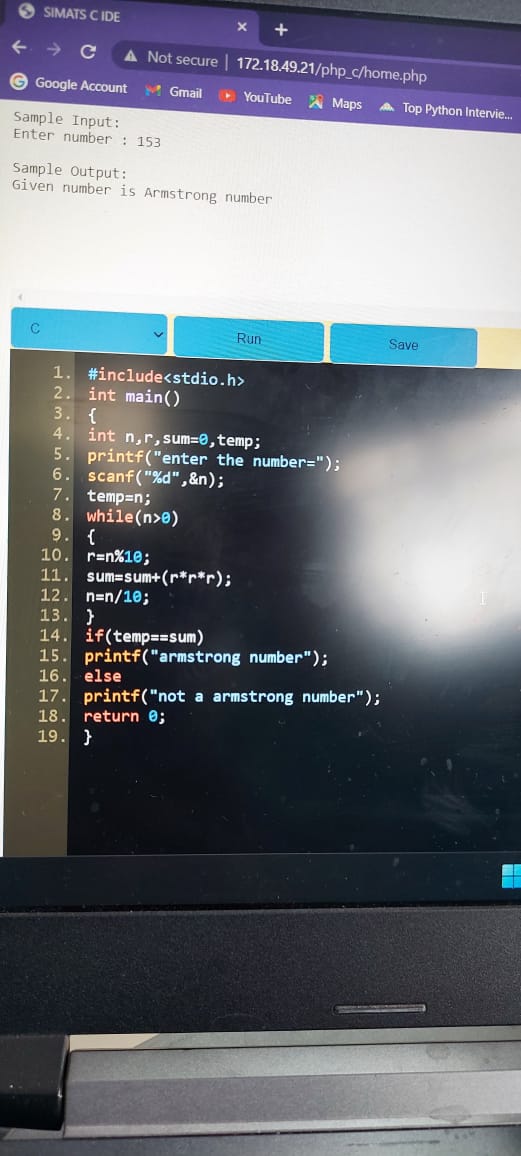 SIMATS C IDE
Not secure | 172.18.49.21/php_c/home.php
Google Account Gmail YouTube Maps Top Python Intervie...
Sample Input:
Enter number : 153
Sample Output:
Given number is Armstrong number
C Run Save
1. #include<stdio.h>
2. int main()
3. {
4. int n,r,sum=0,temp;
5. printf("enter the number=");
6. scanf("%d",&n);
7. temp=n;
8. while(n>0)
9. {
10. r=n%10;
11. sum=sum+(r*r*r);
12. n=n/10;
13. }
14. if(temp==sum)
15. printf("armstrong number");
16. else
17. printf("not a armstrong number");
18. return 0;
19. }